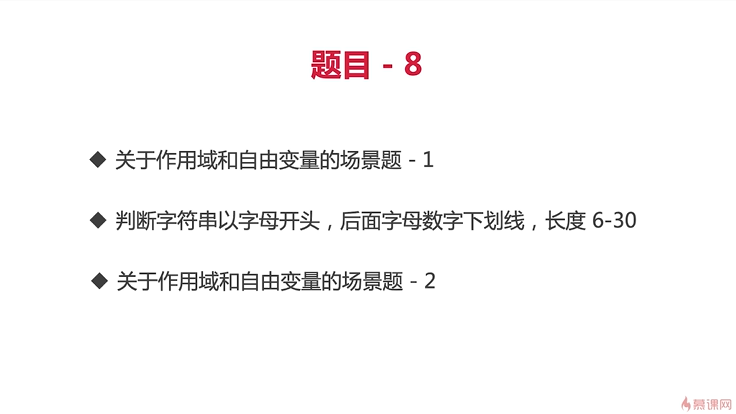 题目 - 8
◆ 关于作用域和自由变量的场景题 - 1
◆ 判断字符串以字母开头，后面字母数字下划线，长度 6-30
◆ 关于作用域和自由变量的场景题 - 2
慕课网